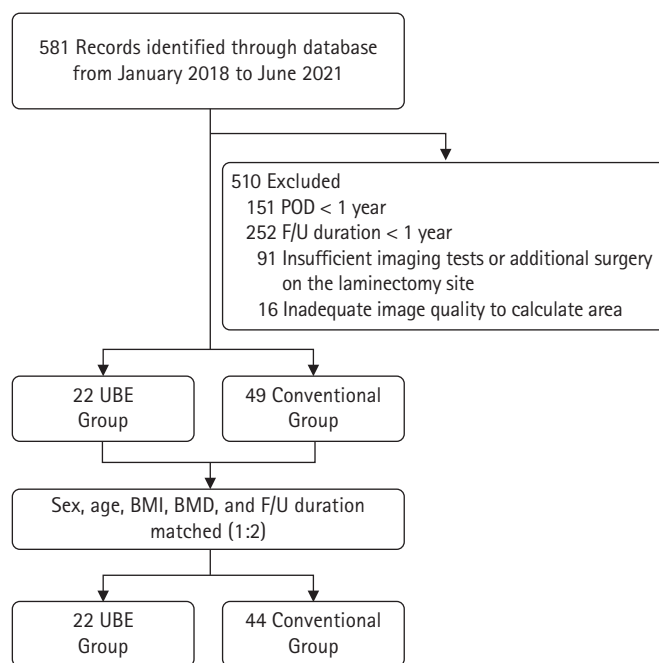 581 Records identified through database
from January 2018 to June 2021
510 Excluded
151 POD < 1 year
252 F/U duration < 1 year
91 Insufficient imaging tests or additional surgery
on the laminectomy site
16 Inadequate image quality to calculate area
22 UBE
Group
49 Conventional
Group
Sex, age, BMI, BMD, and F/U duration
matched (1:2)
22 UBE
Group
44 Conventional
Group